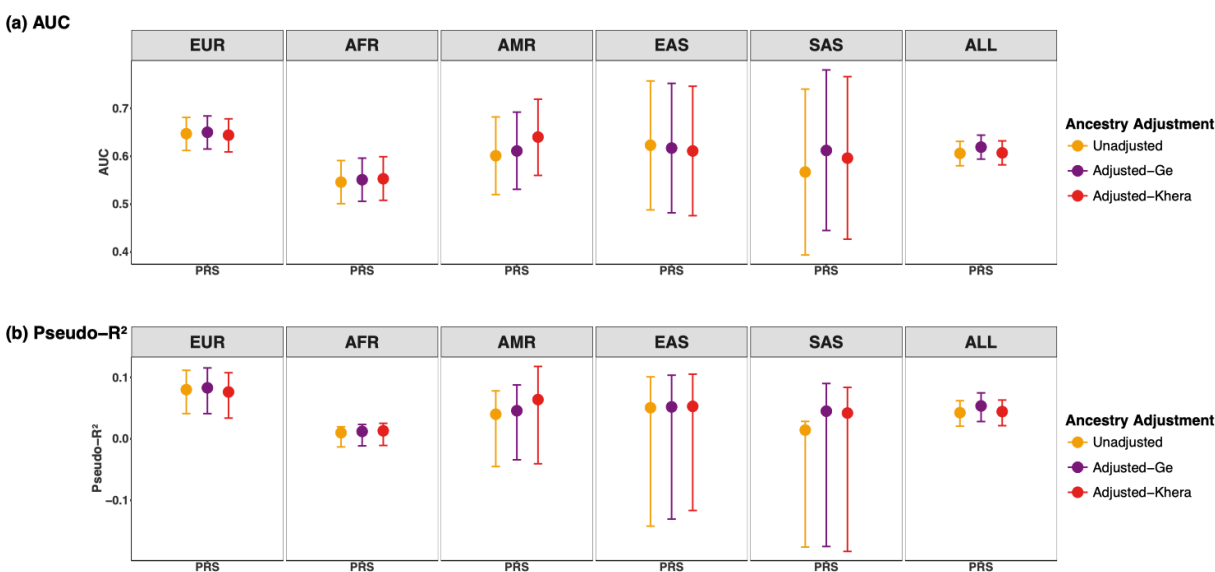 (a) AUC
EUR AFR AMR EAS SAS ALL
AUC
0.7
0.6
0.5
0.4
PRS PRS PRS PRS PRS PRS
Ancestry Adjustment
Unadjusted
Adjusted−Ge
Adjusted−Khera
(b) Pseudo−R²
EUR AFR AMR EAS SAS ALL
Pseudo−R²
0.1
0.0
−0.1
PRS PRS PRS PRS PRS PRS
Ancestry Adjustment
Unadjusted
Adjusted−Ge
Adjusted−Khera